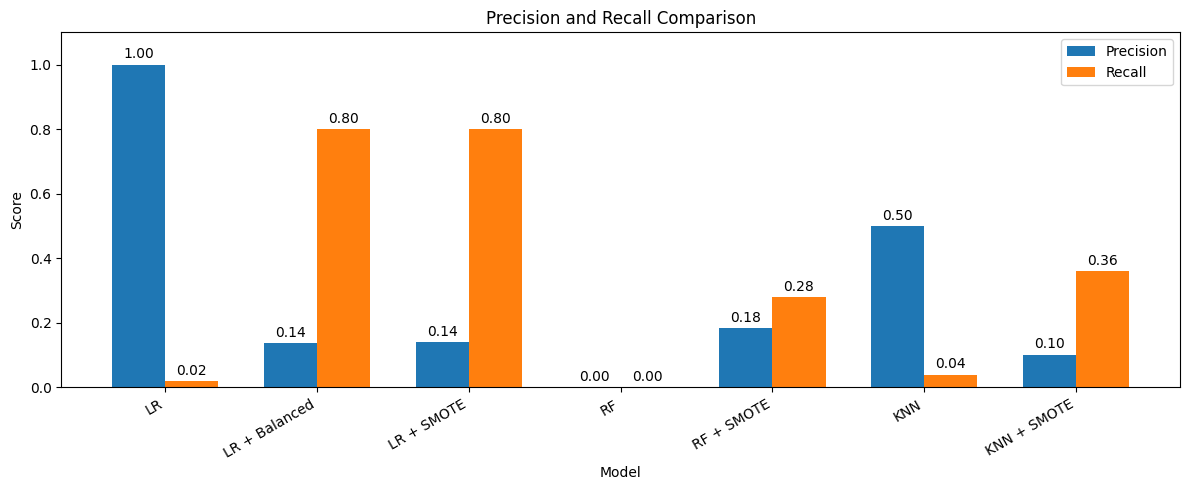 Precision and Recall Comparison
Precision
Recall
Score
1.0
0.8
0.6
0.4
0.2
0.0
1.00
0.02
0.14
0.80
0.14
0.80
0.00
0.00
0.18
0.28
0.50
0.04
0.10
0.36
LR
LR + Balanced
LR + SMOTE
RF
RF + SMOTE
KNN
KNN + SMOTE
Model